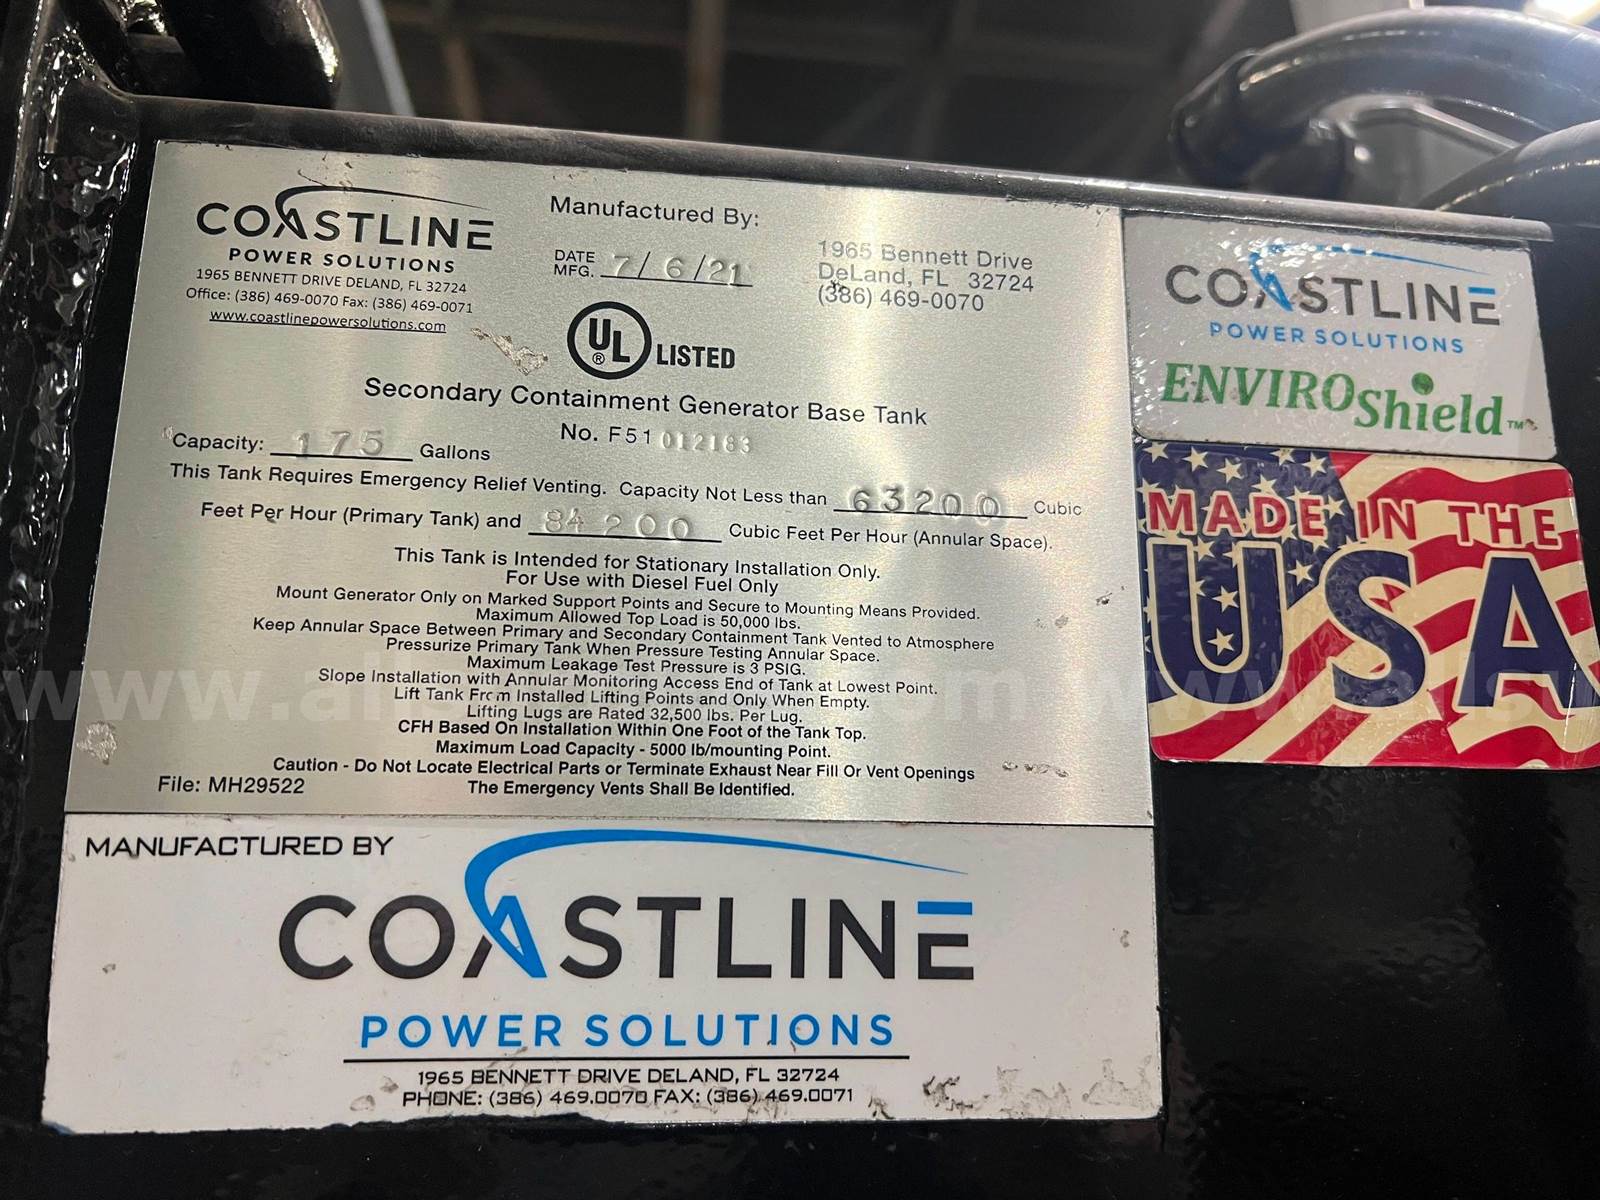 COASTLINE
POWER SOLUTIONS
1965 BENNETT DRIVE DELAND, FL 32724
Office: (386) 469-0070 Fax: (386) 469-0071
www.coastlinepowersolutions.com
Manufactured By:
DATE
MFG. 7/6/21
1965 Bennett Drive
DeLand, FL 32724
(386) 469-0070
UL ® LISTED
Secondary Containment Generator Base Tank
No. F51 012183
Capacity: 175 Gallons
This Tank Requires Emergency Relief Venting. Capacity Not Less than 63200 Cubic
Feet Per Hour (Primary Tank) and 84200 Cubic Feet Per Hour (Annular Space).
This Tank is Intended for Stationary Installation Only.
For Use with Diesel Fuel Only
Mount Generator Only on Marked Support Points and Secure to Mounting Means Provided.
Maximum Allowed Top Load is 50,000 lbs.
Keep Annular Space Between Primary and Secondary Containment Tank Vented to Atmosphere
Pressurize Primary Tank When Pressure Testing Annular Space.
Maximum Leakage Test Pressure is 3 PSIG.
Slope Installation with Annular Monitoring Access End of Tank at Lowest Point.
Lift Tank From Installed Lifting Points and Only When Empty.
Lifting Lugs are Rated 32,500 lbs. Per Lug.
CFH Based On Installation Within One Foot of the Tank Top.
Maximum Load Capacity - 5000 lb/mounting Point.
Caution - Do Not Locate Electrical Parts or Terminate Exhaust Near Fill Or Vent Openings
File: MH29522 The Emergency Vents Shall Be Identified.
COASTLINE
POWER SOLUTIONS
ENVIROShield™
MADE IN THE
USA
MANUFACTURED BY
COASTLINE
POWER SOLUTIONS
1965 BENNETT DRIVE DELAND, FL 32724
PHONE: (386) 469.0070 FAX: (386) 469.0071